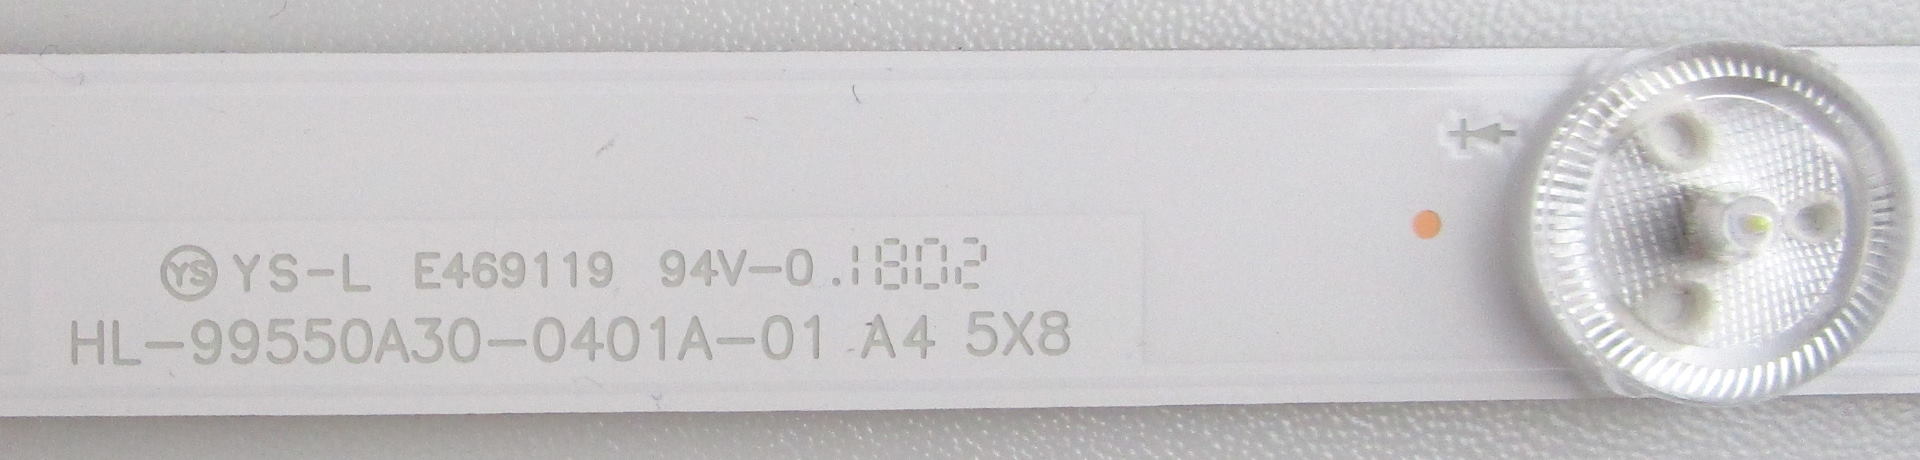 YS YS-L E469119 94V-0 .1802
HL-99550A30-0401A-01 A4 5X8